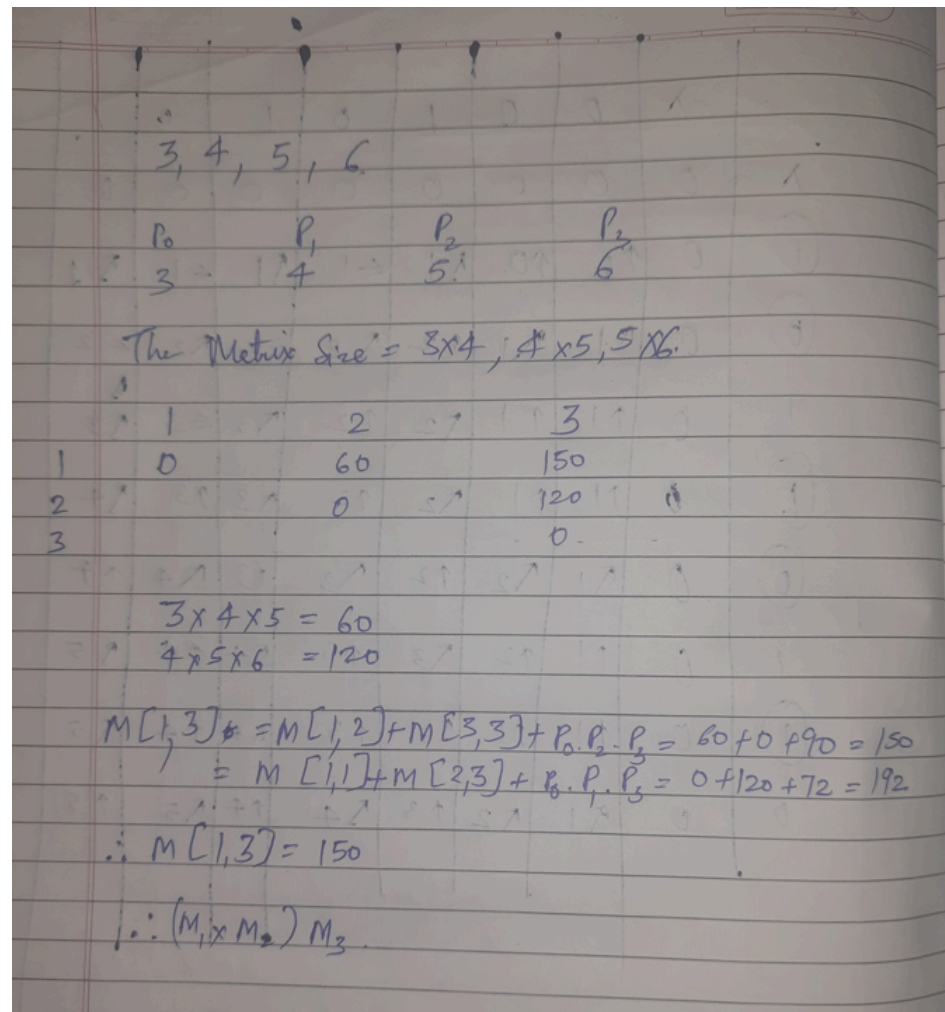 3, 4, 5, 6
P₀ P₁ P₂ P₃
3 4 5 6
The Metrix Size = 3x4, 4x5, 5x6.
1 2 3
1 0 60 150
2 0 120
3 0
3x4x5 = 60
4x5x6 = 120
M[1,3] = M[1,2]+M[3,3]+P₀.P₂.P₃ = 60+0+90 = 150
= M [1,1]+M[2,3]+P₀.P₁.P₃ = 0+120+72 = 192
∴ M[1,3] = 150
∴ (M₁ x M₂) M₃